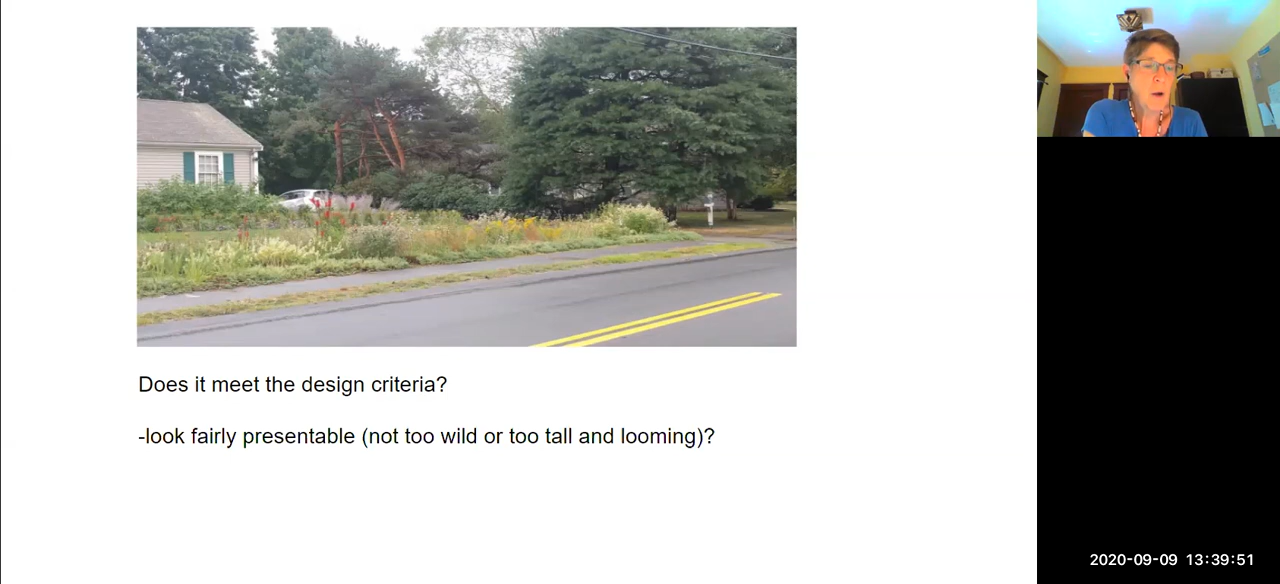 Does it meet the design criteria?
-look fairly presentable (not too wild or too tall and looming)?
2020-09-09 13:39:51